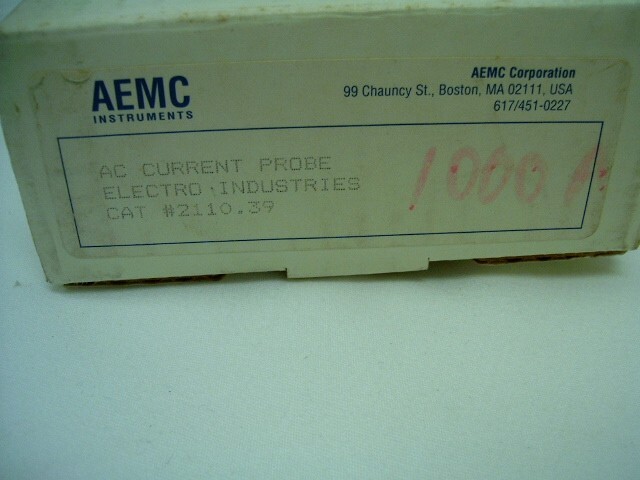 AEMC
INSTRUMENTS
AEMC Corporation
99 Chauncy St., Boston, MA 02111, USA
617/451-0227
AC CURRENT PROBE
ELECTRO INDUSTRIES
CAT #2110.39
1000 A